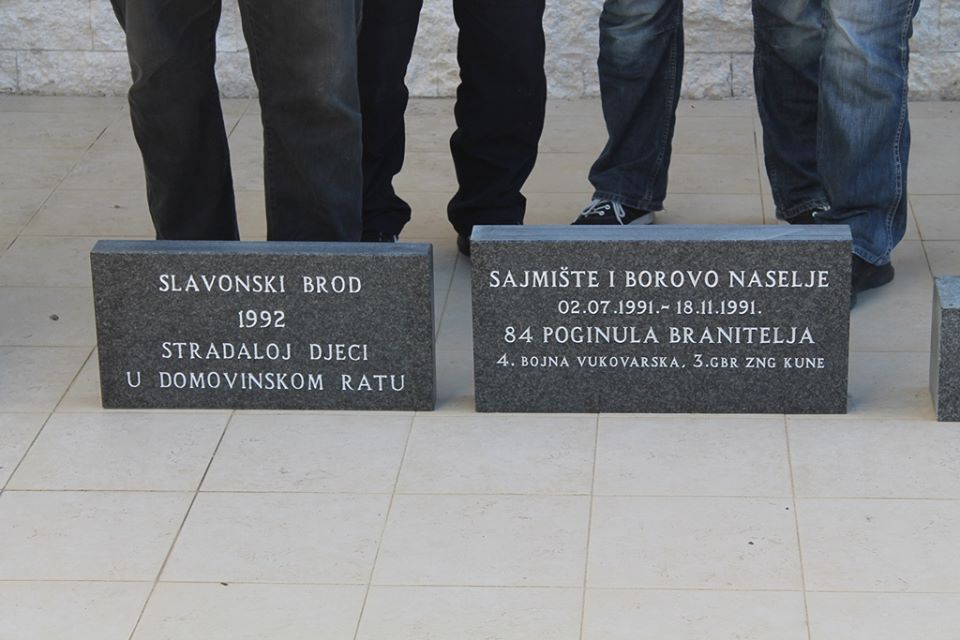 SLAVONSKI BROD
1992
STRADALOJ DJECI
U DOMOVINSKOM RATU
SAJMIŠTE I BOROVO NASELJE
02.07.1991.- 18.11.1991.
84 POGINULA BRANITELJA
4. BOJNA VUKOVARSKA, 3.GBR ZNG KUNE